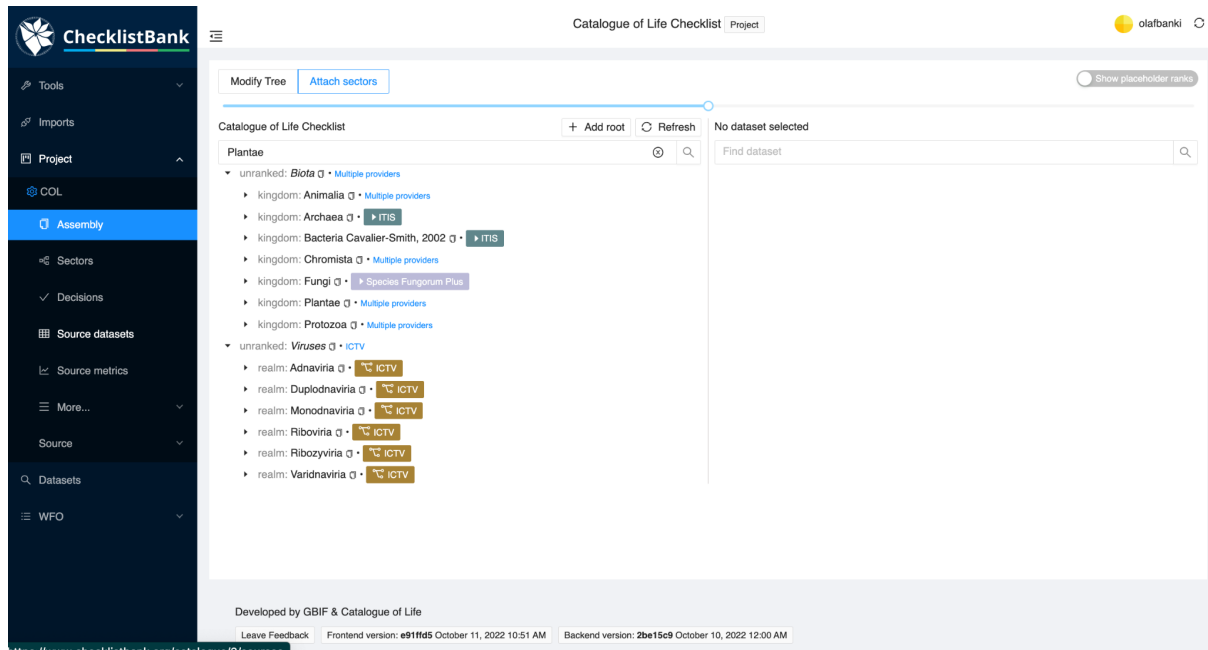 ChecklistBank
Catalogue of Life Checklist Project
olafbanki
Tools
Imports
Project
COL
Assembly
Sectors
Decisions
Source datasets
Source metrics
More...
Source
Datasets
WFO
Modify Tree Attach sectors
Show placeholder ranks
Catalogue of Life Checklist + Add root Refresh
Plantae
unranked: Biota • Multiple providers
kingdom: Animalia • Multiple providers
kingdom: Archaea • ITIS
kingdom: Bacteria Cavalier-Smith, 2002 • ITIS
kingdom: Chromista • Multiple providers
kingdom: Fungi • Species Fungorum Plus
kingdom: Plantae • Multiple providers
kingdom: Protozoa • Multiple providers
unranked: Viruses • ICTV
realm: Adnaviria • ICTV
realm: Duplodnaviria • ICTV
realm: Monodnaviria • ICTV
realm: Riboviria • ICTV
realm: Ribozyviria • ICTV
realm: Varidnaviria • ICTV
No dataset selected
Find dataset
Developed by GBIF & Catalogue of Life
Leave Feedback Frontend version: e91ffd5 October 11, 2022 10:51 AM Backend version: 2be15c9 October 10, 2022 12:00 AM